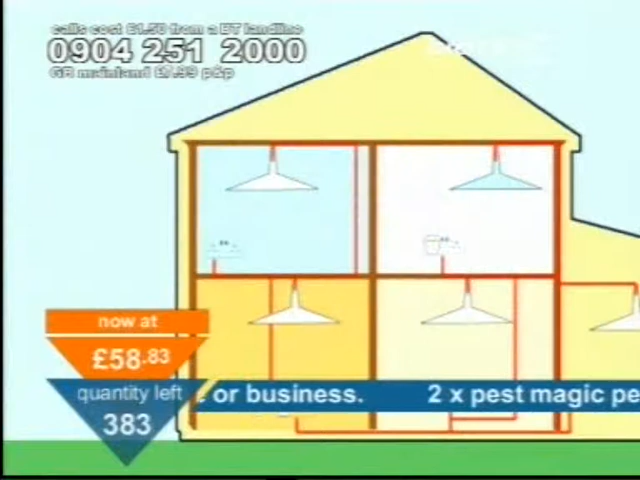 calls cost £1.50 from a BT landline
0904 251 2000
GB mainland £7.99 p&p
now at
£58.83
quantity left
383
or business. 2 x pest magic pe